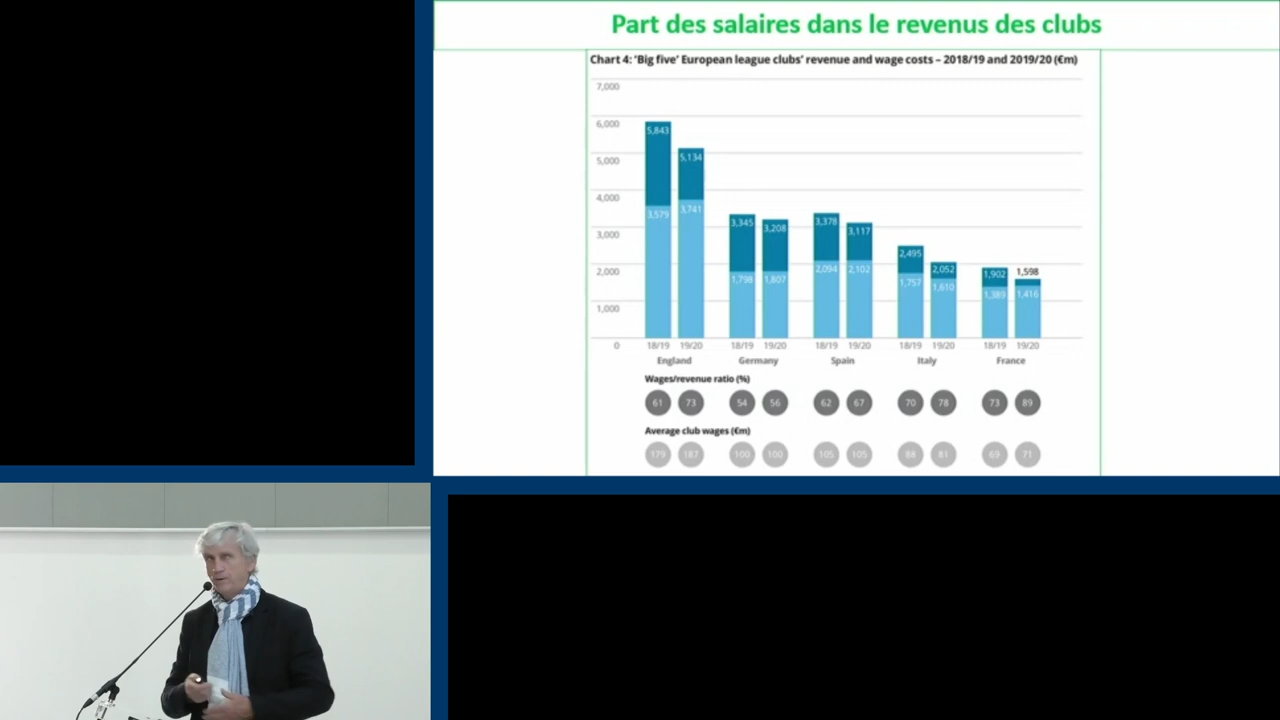 Part des salaires dans le revenus des clubs
Chart 4: ‘Big five’ European league clubs’ revenue and wage costs – 2018/19 and 2019/20 (€m)
7,000
6,000
5,000
4,000
3,000
2,000
1,000
0
5,843 5,134 3,345 3,208 3,378 3,117 2,495 2,052 1,902 1,598
3,579 3,741 1,798 1,807 2,094 2,102 1,757 1,610 1,389 1,416
18/19 19/20 18/19 19/20 18/19 19/20 18/19 19/20 18/19 19/20
England Germany Spain Italy France
Wages/revenue ratio (%)
61 73 54 56 62 67 70 78 73 89
Average club wages (€m)
179 187 100 100 105 105 88 81 69 71